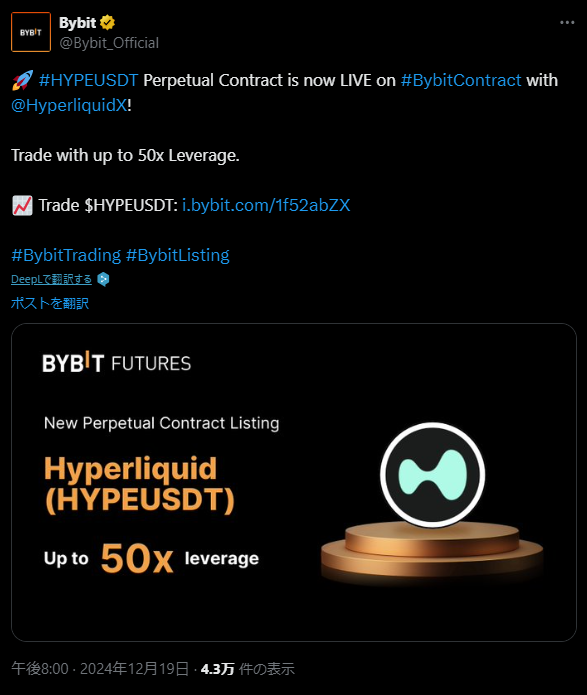 BYBIT
Bybit
@Bybit_Official
🚀 #HYPEUSDT Perpetual Contract is now LIVE on #BybitContract with
@HyperliquidX!
Trade with up to 50x Leverage.
📈 Trade $HYPEUSDT: i.bybit.com/1f52abZX
#BybitTrading #BybitListing
DeepLで翻訳する
ポストを翻訳
BYBIT FUTURES
New Perpetual Contract Listing
Hyperliquid
(HYPEUSDT)
Up to 50x leverage
午後8:00 · 2024年12月19日 · 4.3万 件の表示